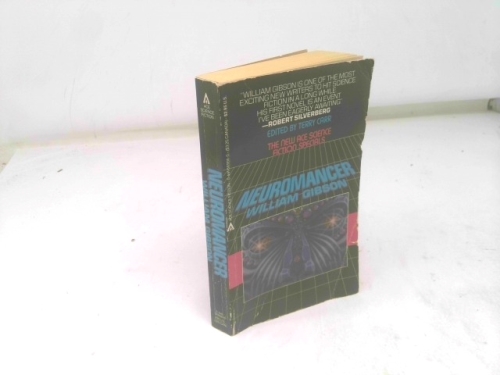 "WILLIAM GIBSON IS ONE OF THE MOST
EXCITING NEW WRITERS TO HIT SCIENCE
FICTION IN A LONG WHILE.
HIS FIRST NOVEL IS AN EVENT
I'VE BEEN EAGERLY AWAITING."
—ROBERT SILVERBERG
EDITED BY TERRY CARR
THE NEW ACE SCIENCE
FICTION SPECIALS
NEUROMANCER
WILLIAM GIBSON
NEUROMANCER
WILLIAM GIBSON